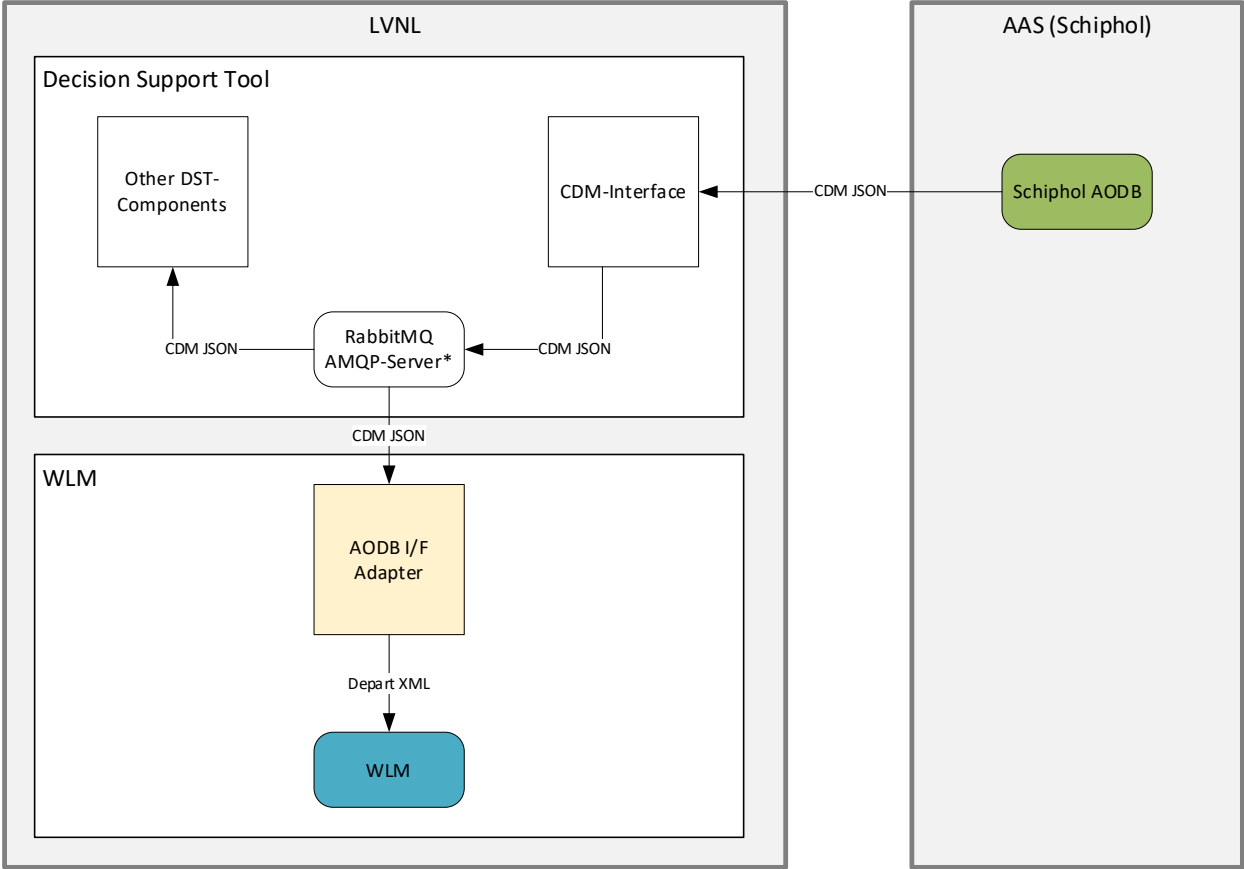 LVNL
AAS (Schiphol)
Decision Support Tool
Other DST-
Components
CDM-Interface
CDM JSON
Schiphol AODB
RabbitMQ
AMQP-Server*
CDM JSON
CDM JSON
CDM JSON
WLM
AODB I/F
Adapter
Depart XML
WLM